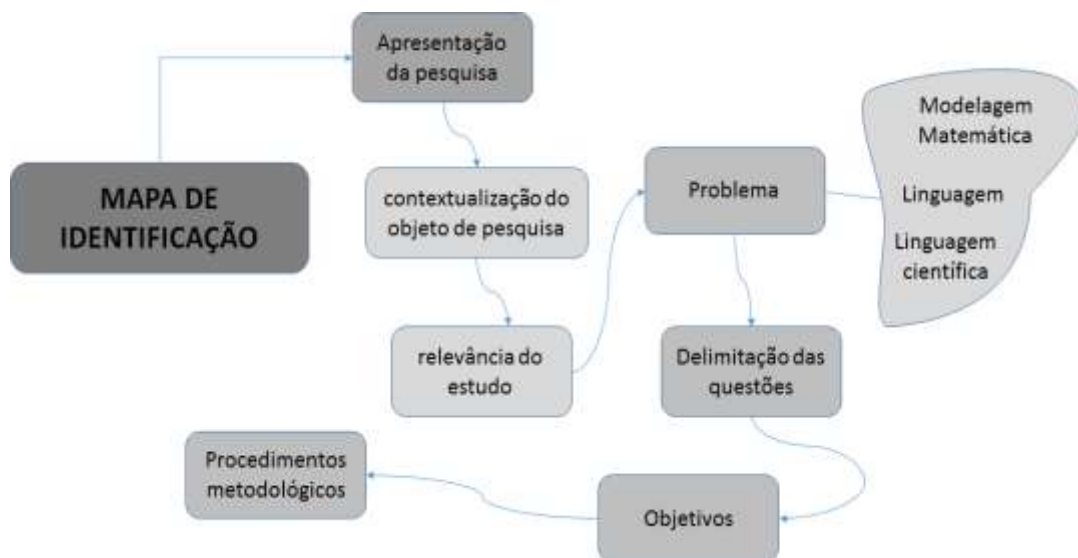 MAPA DE
IDENTIFICAÇÃO
Apresentação
da pesquisa
contextualização do
objeto de pesquisa
relevância do
estudo
Problema
Modelagem
Matemática
Linguagem
Linguagem
científica
Delimitação das
questões
Objetivos
Procedimentos
metodológicos